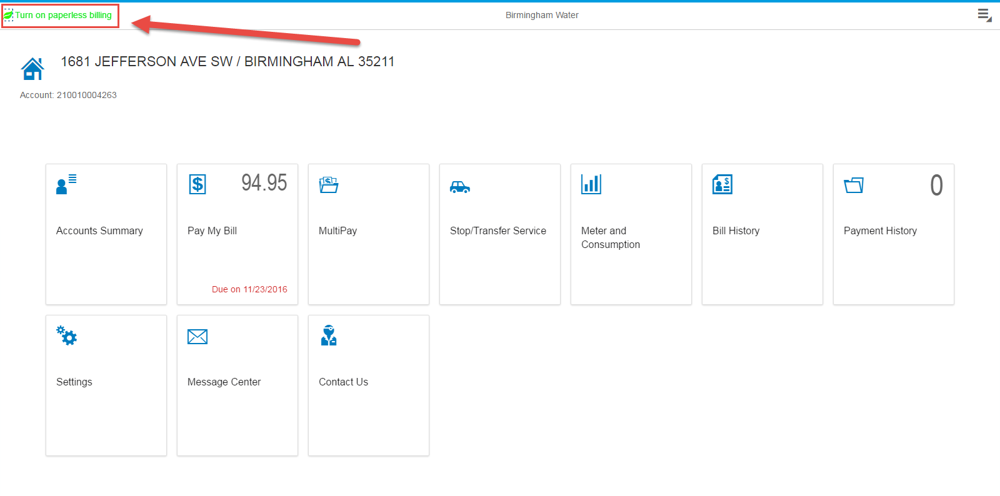 Turn on paperless billing
Birmingham Water
1681 JEFFERSON AVE SW / BIRMINGHAM AL 35211
Account: 210010004263
Accounts Summary
$
94.95
Pay My Bill
Due on 11/23/2016
$
MultiPay
Stop/Transfer Service
Meter and
Consumption
$
Bill History
0
Payment History
Settings
Message Center
Contact Us